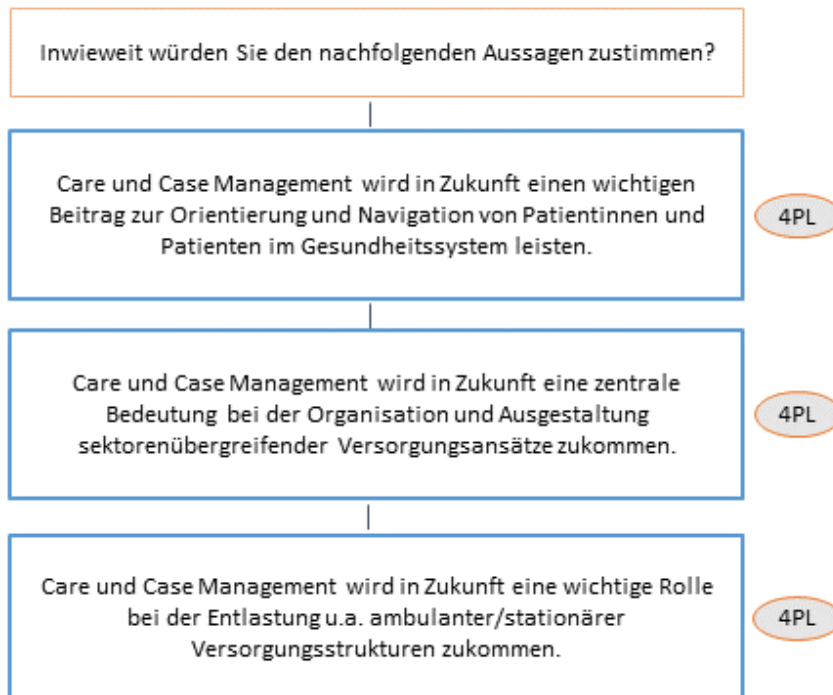 Inwieweit würden Sie den nachfolgenden Aussagen zustimmen?
Care und Case Management wird in Zukunft einen wichtigen
Beitrag zur Orientierung und Navigation von Patientinnen und
Patienten im Gesundheitssystem leisten.
4PL
Care und Case Management wird in Zukunft eine zentrale
Bedeutung bei der Organisation und Ausgestaltung
sektorenübergreifender Versorgungsansätze zukommen.
4PL
Care und Case Management wird in Zukunft eine wichtige Rolle
bei der Entlastung u.a. ambulanter/stationärer
Versorgungsstrukturen zukommen.
4PL